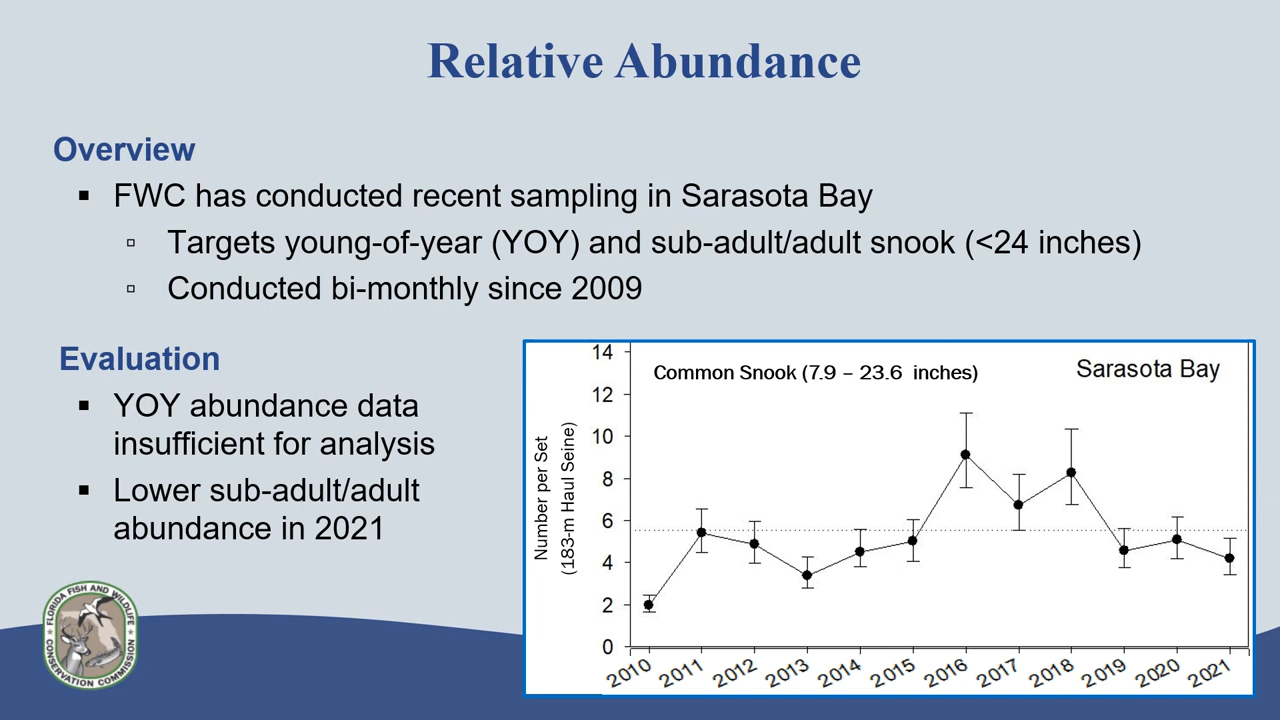 Relative Abundance
Overview
▪ FWC has conducted recent sampling in Sarasota Bay
▫ Targets young-of-year (YOY) and sub-adult/adult snook (<24 inches)
▫ Conducted bi-monthly since 2009
Evaluation
▪ YOY abundance data
insufficient for analysis
▪ Lower sub-adult/adult
abundance in 2021
FLORIDA FISH AND WILDLIFE
CONSERVATION COMMISSION
Common Snook (7.9 – 23.6 inches)
Sarasota Bay
Number per Set
(183-m Haul Seine)
14
12
10
8
6
4
2
0
2010 2011 2012 2013 2014 2015 2016 2017 2018 2019 2020 2021